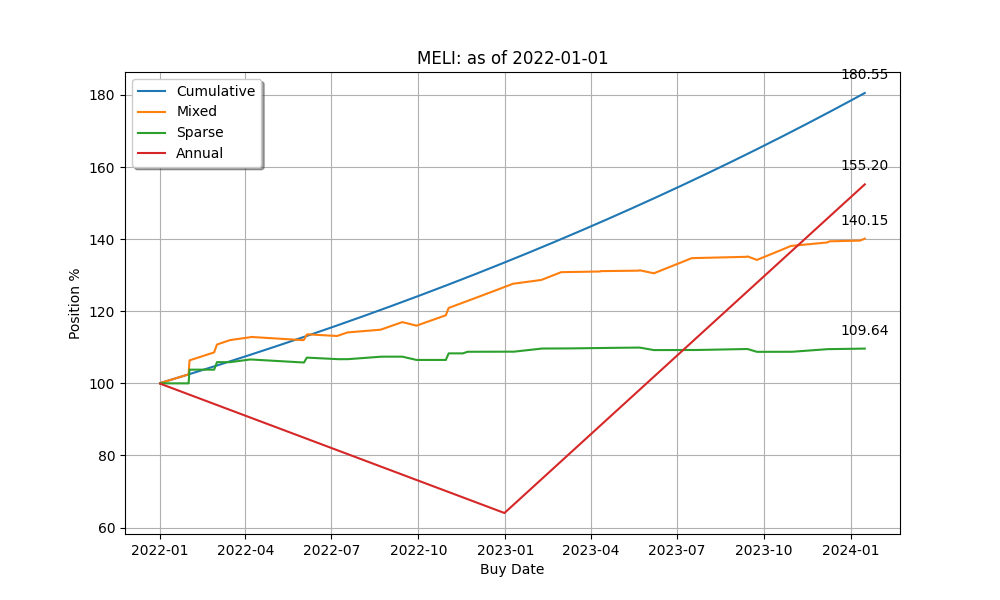 MELI: as of 2022-01-01
180.55
Cumulative
Mixed
Sparse
Annual
155.20
140.15
109.64
180
160
140
120
100
80
60
Position %
2022-01 2022-04 2022-07 2022-10 2023-01 2023-04 2023-07 2023-10 2024-01
Buy Date